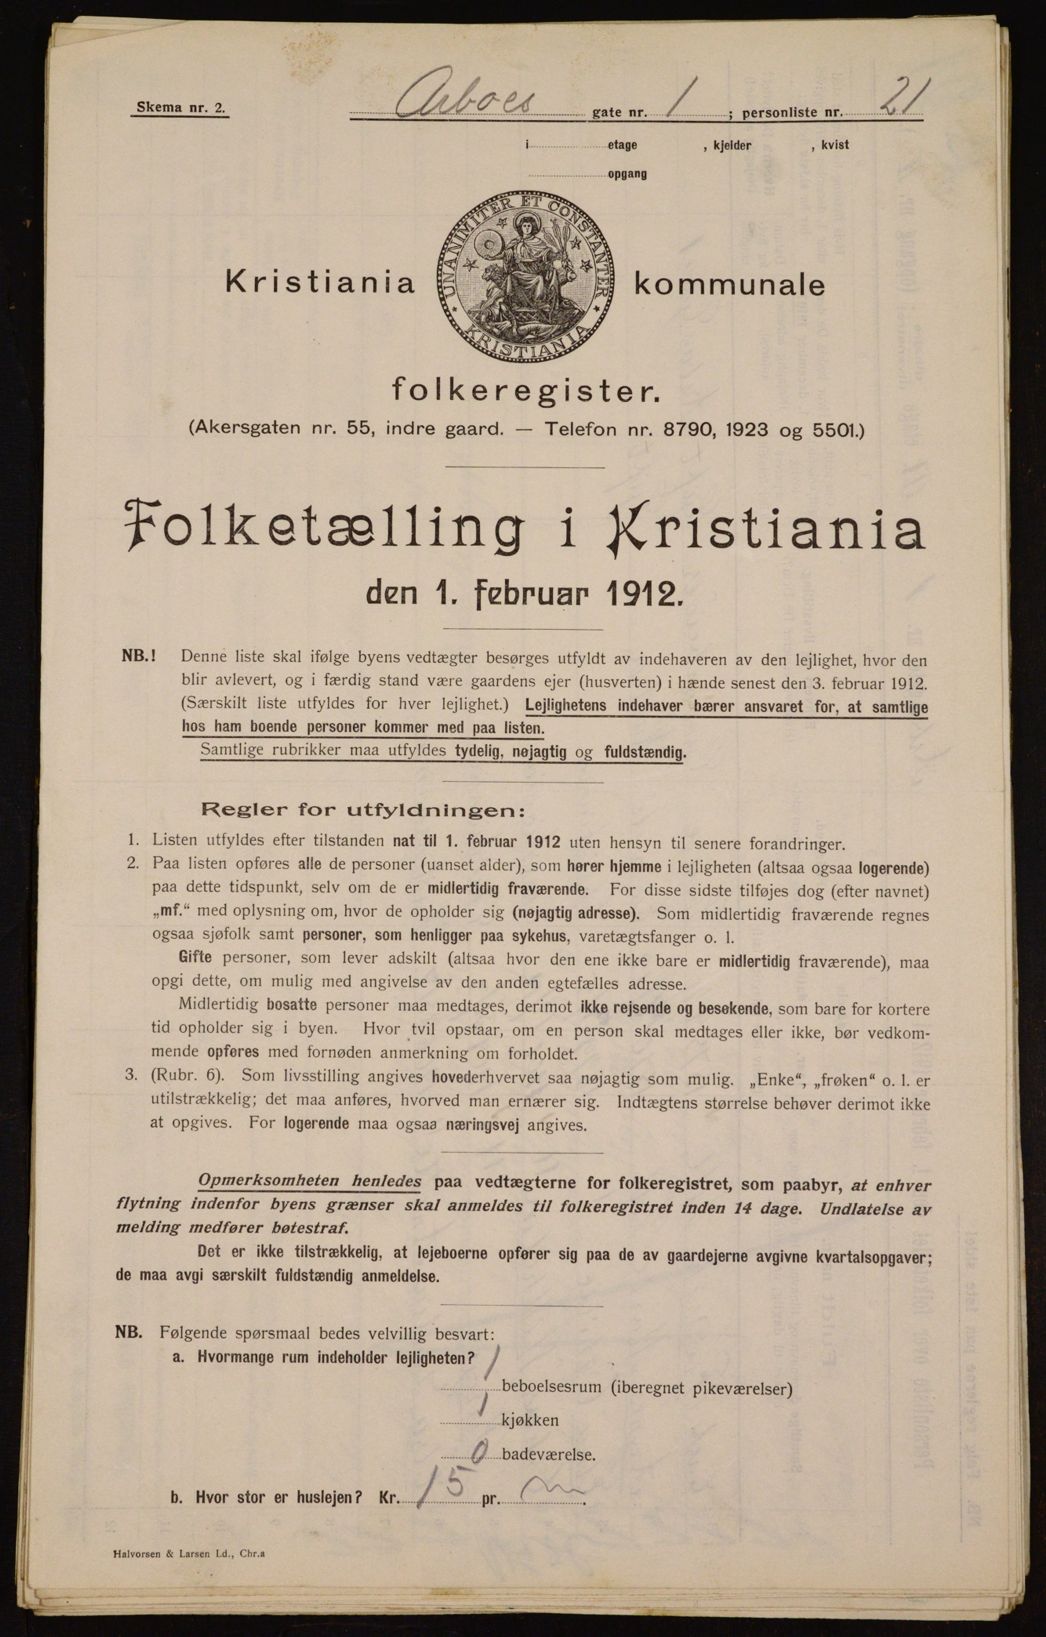 Skema nr. 2.
Arboes gate nr. 1 ; personliste nr. 21
i etage , kjelder , kvist
opgang
UNANIMITER ET CONSTANTER
KRISTIANIA
Kristiania kommunale
folkeregister.
(Akersgaten nr. 55, indre gaard. — Telefon nr. 8790, 1923 og 5501.)
Folketælling i Kristiania
den 1. februar 1912.
NB.! Denne liste skal ifølge byens vedtægter besørges utfyldt av indehaveren av den lejlighet, hvor den
blir avlevert, og i færdig stand være gaardens ejer (husverten) i hænde senest den 3. februar 1912.
(Særskilt liste utfyldes for hver lejlighet.) Lejlighetens indehaver bærer ansvaret for, at samtlige
hos ham boende personer kommer med paa listen.
Samtlige rubrikker maa utfyldes tydelig, nøjagtig og fuldstændig.
Regler for utfyldningen:
1. Listen utfyldes efter tilstanden nat til 1. februar 1912 uten hensyn til senere forandringer.
2. Paa listen opføres alle de personer (uanset alder), som hører hjemme i lejligheten (altsaa ogsaa logerende)
paa dette tidspunkt, selv om de er midlertidig fraværende. For disse sidste tilføjes dog (efter navnet)
„mf.“ med oplysning om, hvor de opholder sig (nøjagtig adresse). Som midlertidig fraværende regnes
ogsaa sjøfolk samt personer, som henligger paa sykehus, varetægtsfanger o. l.
Gifte personer, som lever adskilt (altsaa hvor den ene ikke bare er midlertidig fraværende), maa
opgi dette, om mulig med angivelse av den anden egtefælles adresse.
Midlertidig bosatte personer maa medtages, derimot ikke rejsende og besøkende, som bare for kortere
tid opholder sig i byen. Hvor tvil opstaar, om en person skal medtages eller ikke, bør vedkom-
mende opføres med fornøden anmerkning om forholdet.
3. (Rubr. 6). Som livsstilling angives hovederhvervet saa nøjagtig som mulig. „Enke“, „frøken“ o. l. er
utilstrækkelig; det maa anføres, hvorved man ernærer sig. Indtægtens størrelse behøver derimot ikke
at opgives. For logerende maa ogsaa næringsvej angives.
Opmerksomheten henledes paa vedtægterne for folkeregistret, som paabyr, at enhver
flytning indenfor byens grænser skal anmeldes til folkeregistret inden 14 dage. Undlatelse av
melding medfører bøtestraf.
Det er ikke tilstrækkelig, at lejeboerne opfører sig paa de av gaardejerne avgivne kvartalsopgaver;
de maa avgi særskilt fuldstændig anmeldelse.
NB. Følgende spørsmaal bedes velvillig besvart:
a. Hvormange rum indeholder lejligheten?
1 beboelsesrum (iberegnet pikeværelser)
1 kjøkken
0 badeværelse.
b. Hvor stor er huslejen? Kr. 15 pr. m.
Halvorsen & Larsen Ld., Chr.a